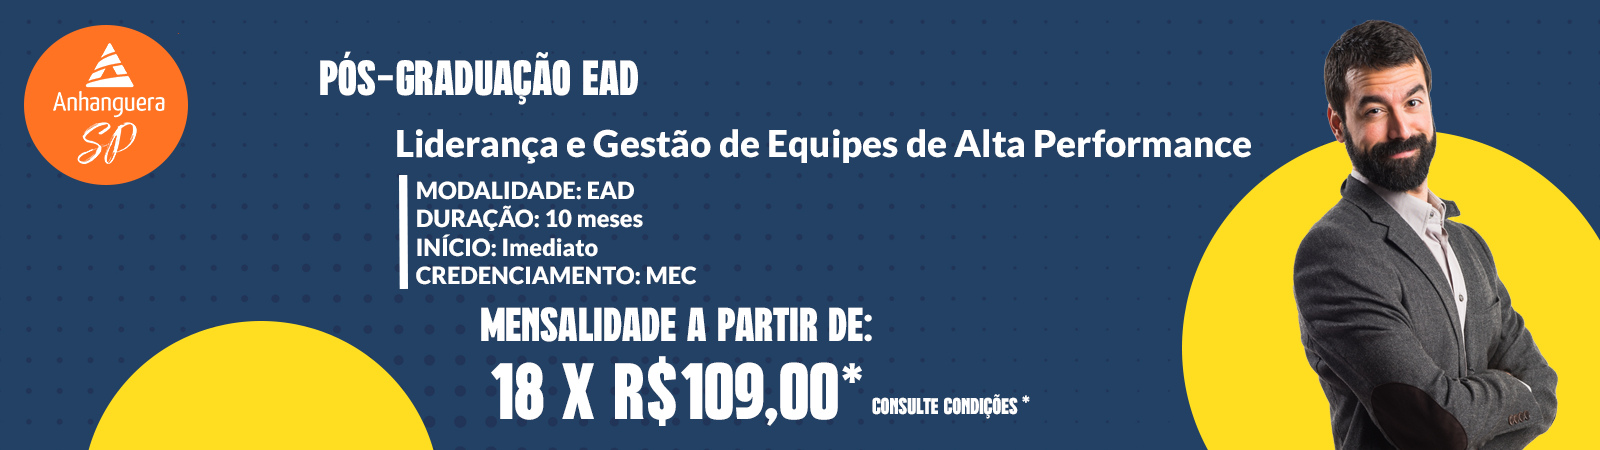 Anhanguera
SP
PÓS-GRADUAÇÃO EAD
Liderança e Gestão de Equipes de Alta Performance
MODALIDADE: EAD
DURAÇÃO: 10 meses
INÍCIO: Imediato
CREDENCIAMENTO: MEC
MENSALIDADE A PARTIR DE:
18 X R$109,00* CONSULTE CONDIÇÕES *